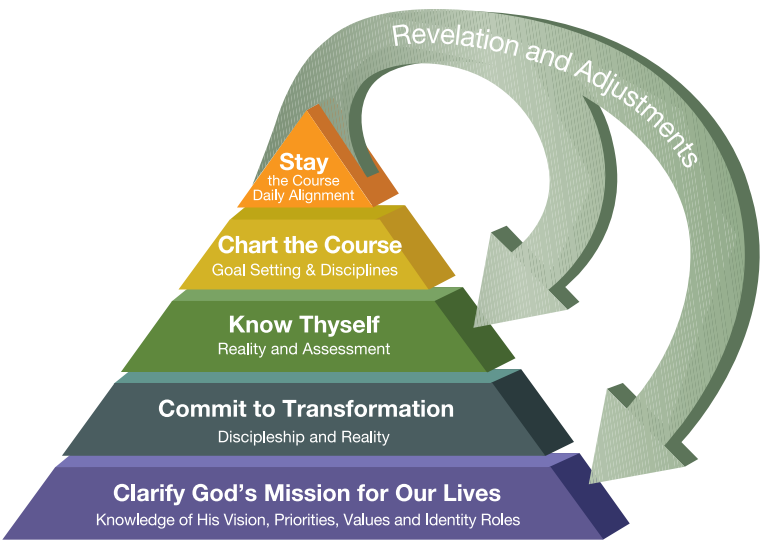 Revelation and Adjustments
Stay
the Course
Daily Alignment
Chart the Course
Goal Setting & Disciplines
Know Thyself
Reality and Assessment
Commit to Transformation
Discipleship and Reality
Clarify God's Mission for Our Lives
Knowledge of His Vision, Priorities, Values and Identity Roles